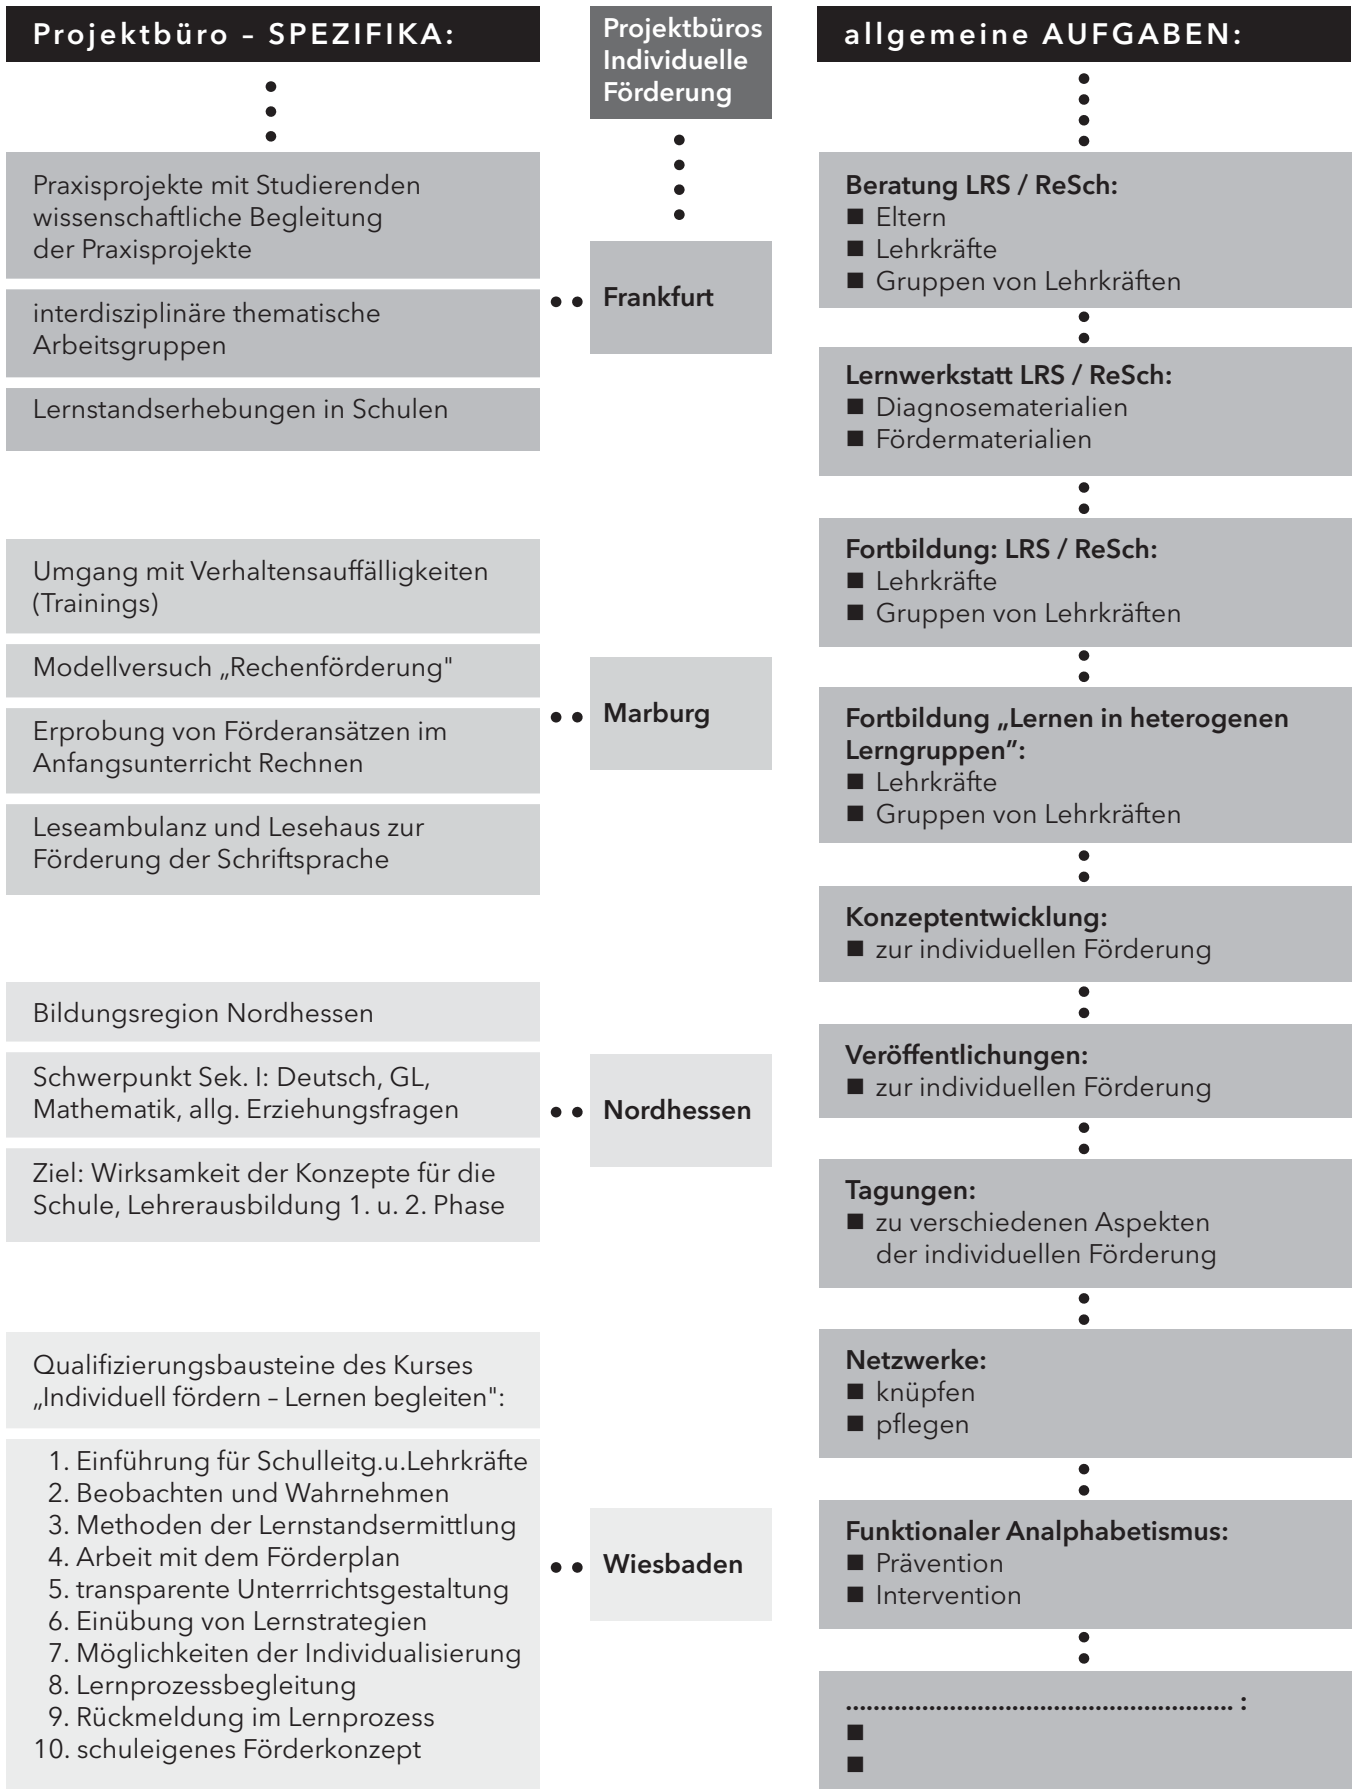 Projektbüro – SPEZIFIKA:
Praxisprojekte mit Studierenden
wissenschaftliche Begleitung
der Praxisprojekte
interdisziplinäre thematische
Arbeitsgruppen
Lernstandserhebungen in Schulen
Umgang mit Verhaltensauffälligkeiten
(Trainings)
Modellversuch „Rechenförderung"
Erprobung von Förderansätzen im
Anfangsunterricht Rechnen
Leseambulanz und Lesehaus zur
Förderung der Schriftsprache
Bildungsregion Nordhessen
Schwerpunkt Sek. I: Deutsch, GL,
Mathematik, allg. Erziehungsfragen
Ziel: Wirksamkeit der Konzepte für die
Schule, Lehrerausbildung 1. u. 2. Phase
Qualifizierungsbausteine des Kurses
„Individuell fördern – Lernen begleiten":
1. Einführung für Schulleitg.u.Lehrkräfte
2. Beobachten und Wahrnehmen
3. Methoden der Lernstandsermittlung
4. Arbeit mit dem Förderplan
5. transparente Unterrrichtsgestaltung
6. Einübung von Lernstrategien
7. Möglichkeiten der Individualisierung
8. Lernprozessbegleitung
9. Rückmeldung im Lernprozess
10. schuleigenes Förderkonzept
Projektbüros
Individuelle
Förderung
Frankfurt
Marburg
Nordhessen
Wiesbaden
allgemeine AUFGABEN:
Beratung LRS / ReSch:
■ Eltern
■ Lehrkräfte
■ Gruppen von Lehrkräften
Lernwerkstatt LRS / ReSch:
■ Diagnosematerialien
■ Fördermaterialien
Fortbildung: LRS / ReSch:
■ Lehrkräfte
■ Gruppen von Lehrkräften
Fortbildung „Lernen in heterogenen
Lerngruppen”:
■ Lehrkräfte
■ Gruppen von Lehrkräften
Konzeptentwicklung:
■ zur individuellen Förderung
Veröffentlichungen:
■ zur individuellen Förderung
Tagungen:
■ zu verschiedenen Aspekten
der individuellen Förderung
Netzwerke:
■ knüpfen
■ pflegen
Funktionaler Analphabetismus:
■ Prävention
■ Intervention
........................................................ :
■
■